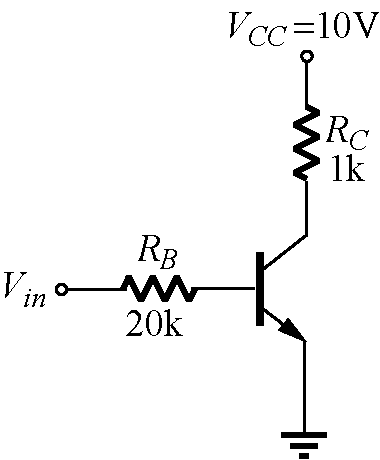 V_CC=10V
R_C
1k
R_B
V_in
20k